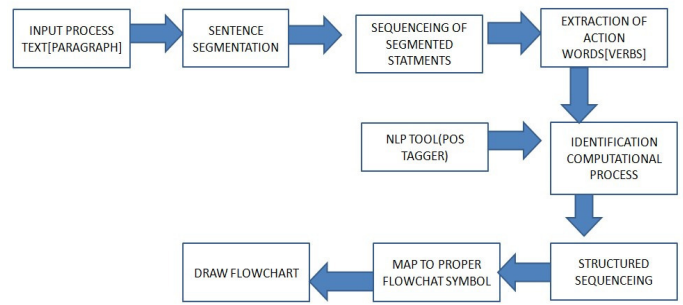 INPUT PROCESS
TEXT[PARAGRAPH]
SENTENCE
SEGMENTATION
SEQUENCEING OF
SEGMENTED
STATMENTS
EXTRACTION OF
ACTION
WORDS[VERBS]
NLP TOOL(POS
TAGGER)
IDENTIFICATION
COMPUTATIONAL
PROCESS
STRUCTURED
SEQUENCEING
MAP TO PROPER
FLOWCHAT SYMBOL
DRAW FLOWCHART